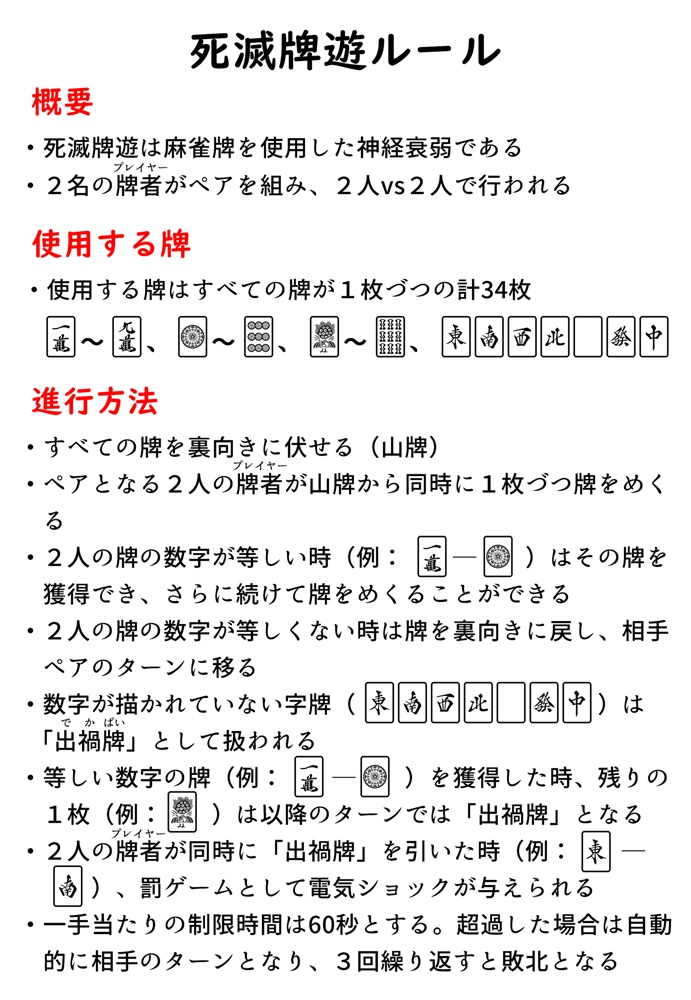 死滅牌遊ルール
概要
・死滅牌遊は麻雀牌を使用した神経衰弱である
プレイヤー
・２名の牌者がペアを組み、２人vs２人で行われる
使用する牌
・使用する牌はすべての牌が１枚づつの計34枚
一萬～九萬、～、～、東南西北 發中
進行方法
・すべての牌を裏向きに伏せる（山牌）
プレイヤー
・ペアとなる２人の牌者が山牌から同時に１枚づつ牌をめく
る
・２人の牌の数字が等しい時（例：一萬― ）はその牌を
獲得でき、さらに続けて牌をめくることができる
・２人の牌の数字が等しくない時は牌を裏向きに戻し、相手
ペアのターンに移る
・数字が描かれていない字牌（東南西北 發中）は
でかぱい
「出禍牌」として扱われる
・等しい数字の牌（例：一萬― ）を獲得した時、残りの
１枚（例： ）は以降のターンでは「出禍牌」となる
プレイヤー
・２人の牌者が同時に「出禍牌」を引いた時（例：東―
南）、罰ゲームとして電気ショックが与えられる
・一手当たりの制限時間は60秒とする。超過した場合は自動
的に相手のターンとなり、３回繰り返すと敗北となる